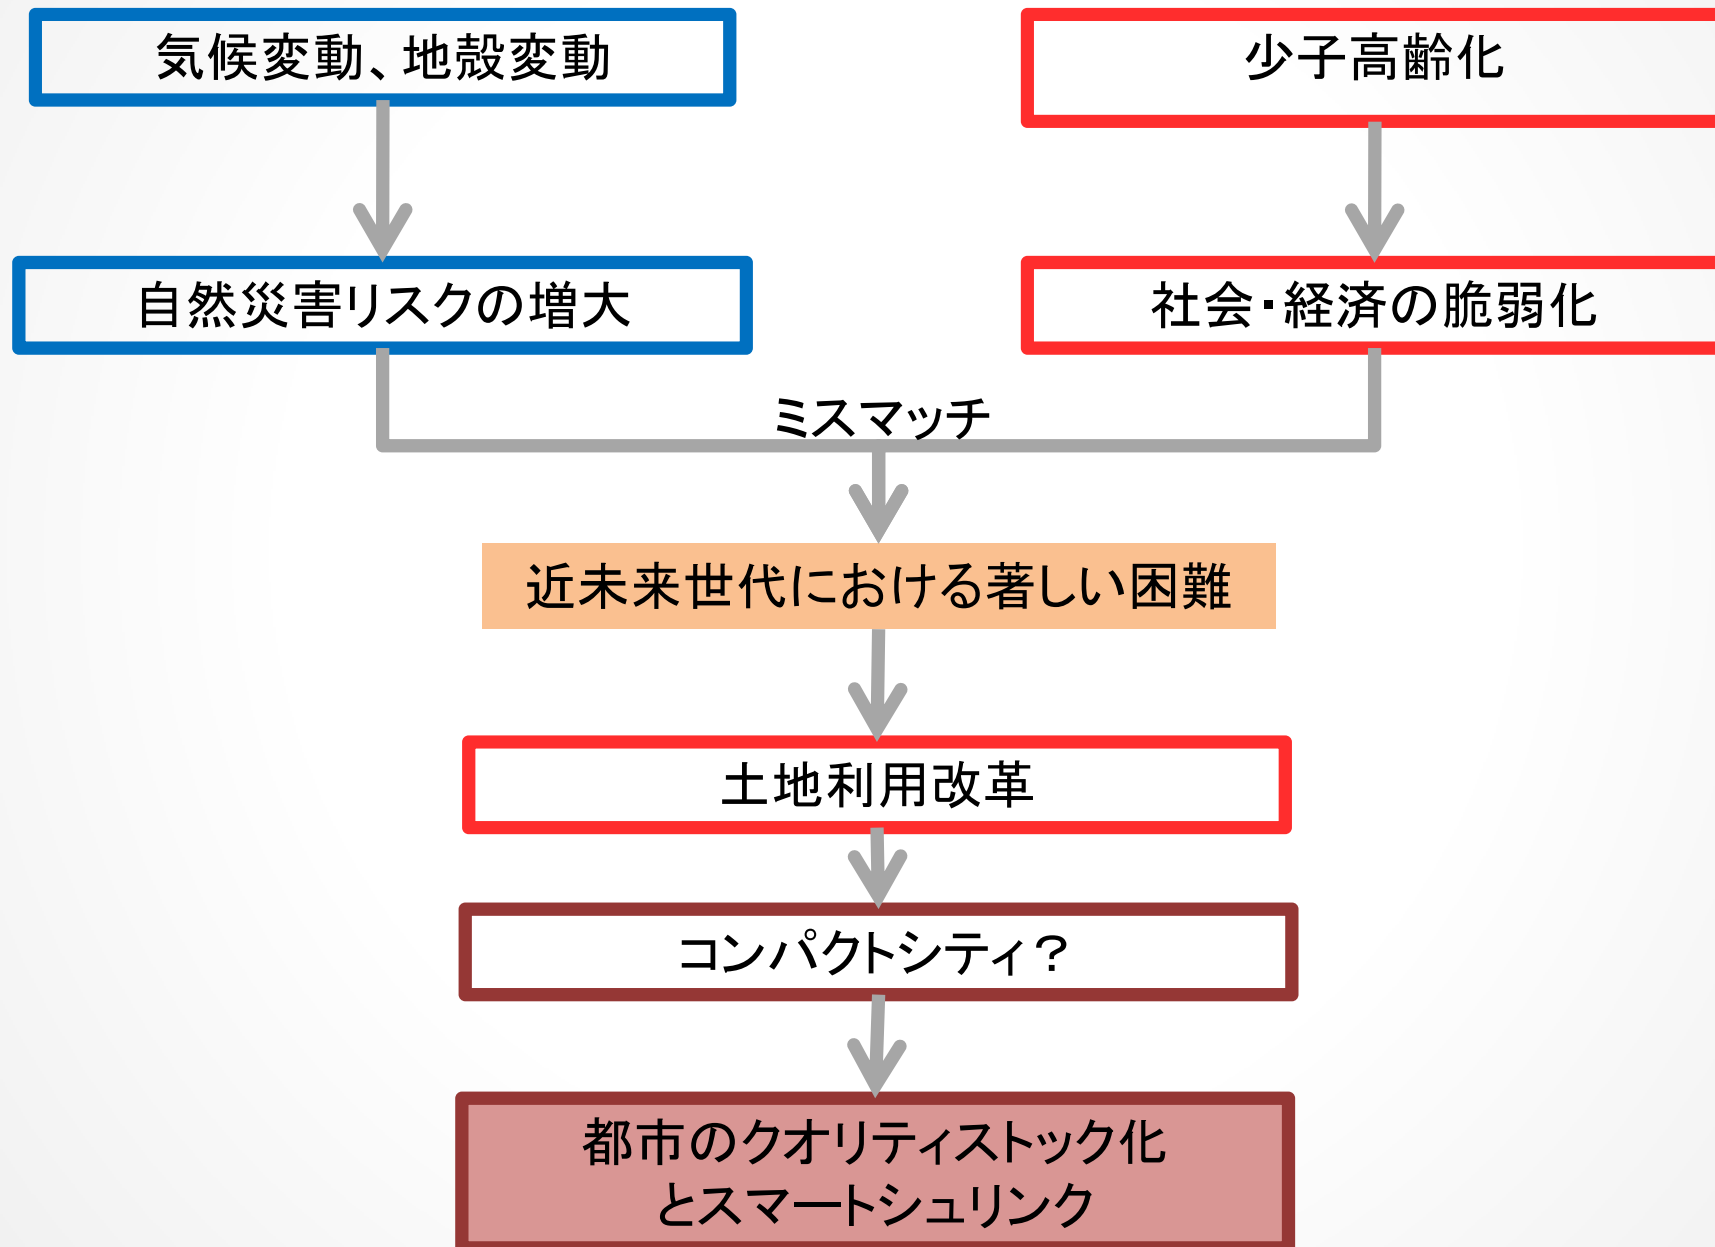 気候変動、地殻変動
少子高齢化
自然災害リスクの増大
社会・経済の脆弱化
ミスマッチ
近未来世代における著しい困難
土地利用改革
コンパクトシティ？
都市のクオリティストック化
とスマートシュリンク